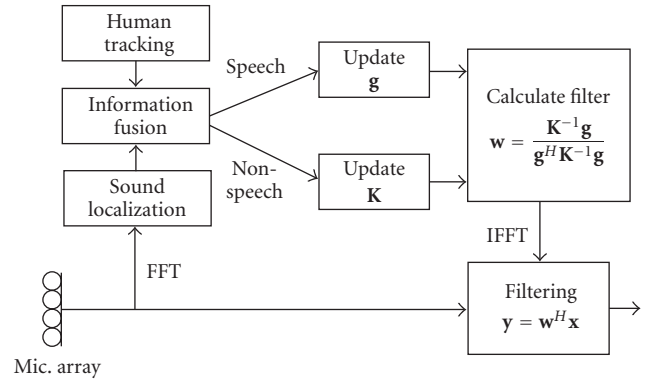 Human
tracking
Information
fusion
Sound
localization
FFT
Mic. array
Speech
Non-
speech
Update
g
Update
K
Calculate filter
w = K⁻¹g / gᴴK⁻¹g
IFFT
Filtering
y = wᴴx